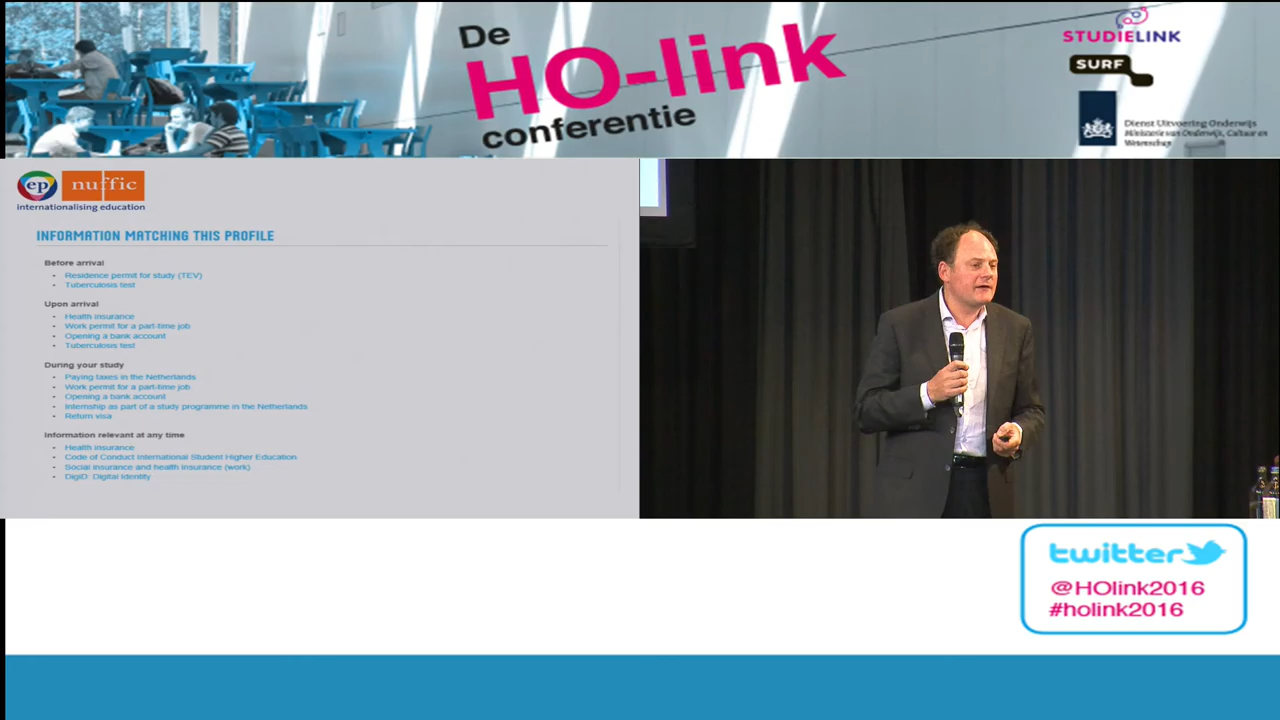 De
HO-link
conferentie
STUDIELINK
SURF
Dienst Uitvoering Onderwijs
Ministerie van Onderwijs, Cultuur en
Wetenschap
ep nuffic
internationalising education
INFORMATION MATCHING THIS PROFILE
Before arrival
• Residence permit for study (TEV)
• Tuberculosis test
Upon arrival
• Health insurance
• Work permit for a part-time job
• Opening a bank account
• Tuberculosis test
During your study
• Paying taxes in the Netherlands
• Work permit for a part-time job
• Opening a bank account
• Internship as part of a study programme in the Netherlands
• Return visa
Information relevant at any time
• Health insurance
• Code of Conduct International Student Higher Education
• Social insurance and health insurance (work)
• DigiD: Digital Identity
twitter
@HOlink2016
#holink2016